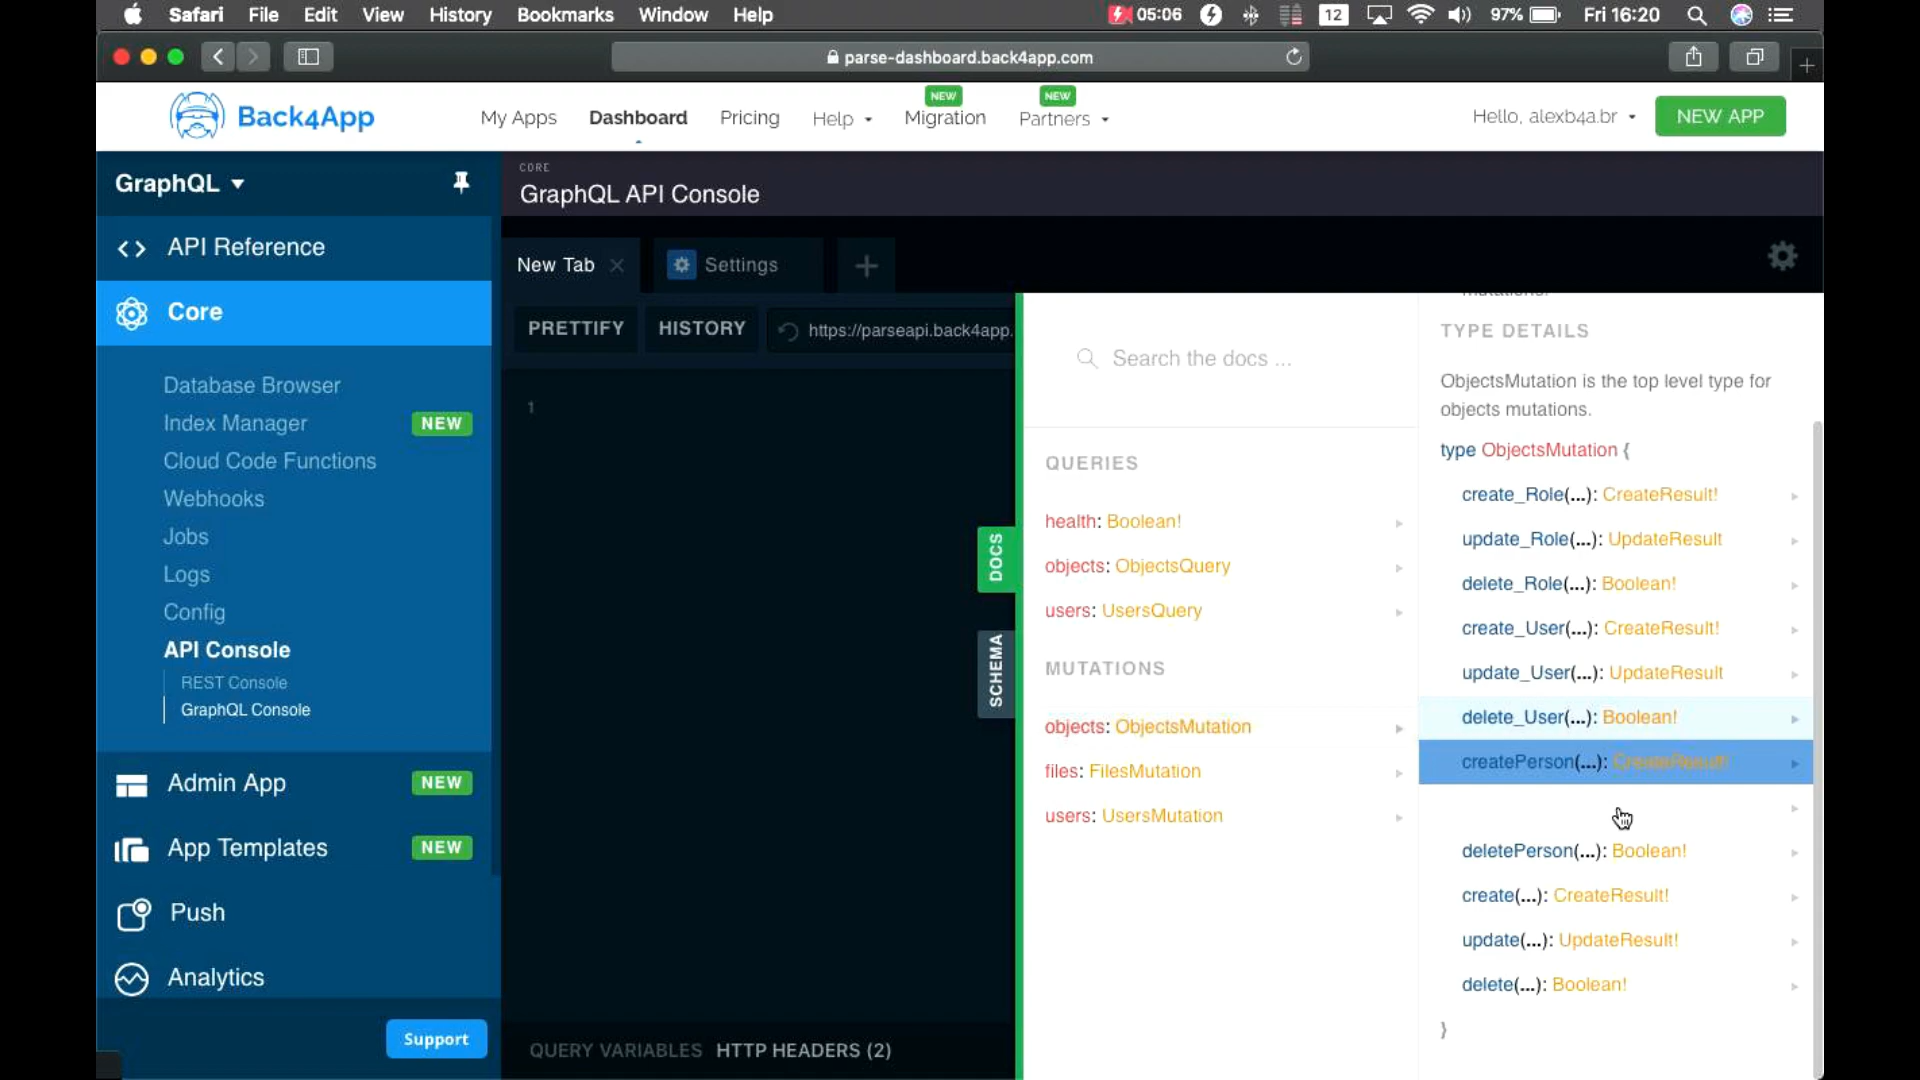 Safari File Edit View History Bookmarks Window Help 05:06 12 97% Fri 16:20
parse-dashboard.back4app.com
Back4App My Apps Dashboard Pricing Help NEW Migration NEW Partners Hello, alexb4a.br NEW APP
GraphQL
CORE
GraphQL API Console
API Reference
Core
Database Browser
Index Manager NEW
Cloud Code Functions
Webhooks
Jobs
Logs
Config
API Console
REST Console
GraphQL Console
Admin App NEW
App Templates NEW
Push
Analytics
Support
New Tab Settings
PRETTIFY HISTORY https://parseapi.back4app.
1
DOCS
SCHEMA
QUERY VARIABLES HTTP HEADERS (2)
Search the docs ...
QUERIES
health: Boolean!
objects: ObjectsQuery
users: UsersQuery
MUTATIONS
objects: ObjectsMutation
files: FilesMutation
users: UsersMutation
mutations.
TYPE DETAILS
ObjectsMutation is the top level type for
objects mutations.
type ObjectsMutation {
create_Role(...): CreateResult!
update_Role(...): UpdateResult
delete_Role(...): Boolean!
create_User(...): CreateResult!
update_User(...): UpdateResult
delete_User(...): Boolean!
createPerson(...): CreateResult!
deletePerson(...): Boolean!
create(...): CreateResult!
update(...): UpdateResult!
delete(...): Boolean!
}